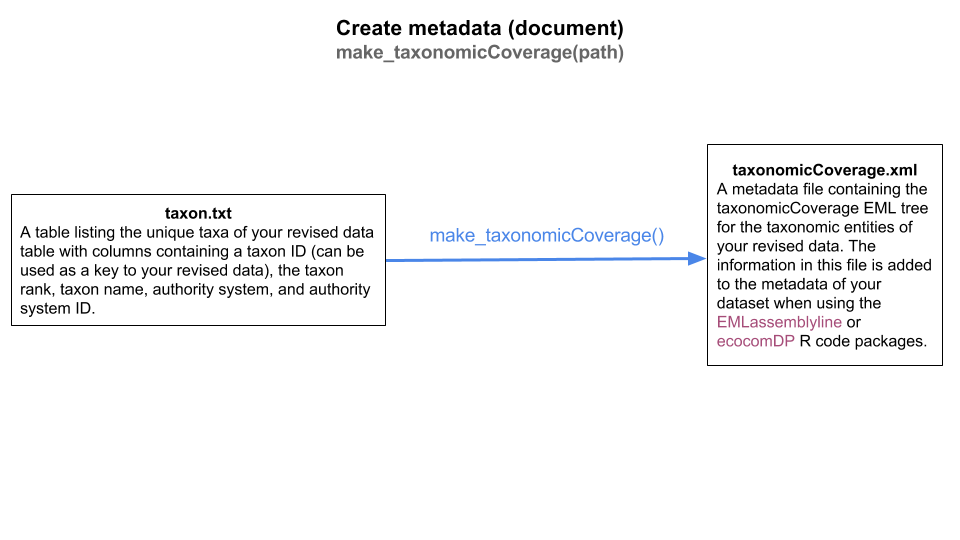 Create metadata (document)
make_taxonomicCoverage(path)
taxon.txt
A table listing the unique taxa of your revised data
table with columns containing a taxon ID (can be
used as a key to your revised data), the taxon
rank, taxon name, authority system, and authority
system ID.
make_taxonomicCoverage()
taxonomicCoverage.xml
A metadata file containing the
taxonomicCoverage EML tree
for the taxonomic entities of
your revised data. The
information in this file is added
to the metadata of your
dataset when using the
EMLassemblyline or
ecocomDP R code packages.